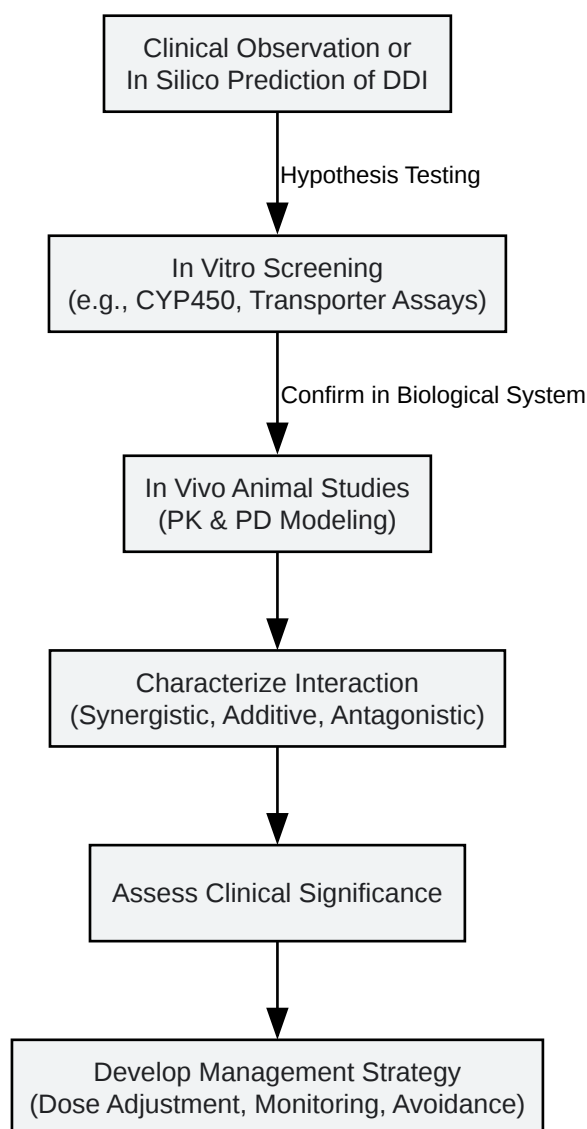 Clinical Observation or
In Silico Prediction of DDI
Hypothesis Testing
In Vitro Screening
(e.g., CYP450, Transporter Assays)
Confirm in Biological System
In Vivo Animal Studies
(PK & PD Modeling)
Characterize Interaction
(Synergistic, Additive, Antagonistic)
Assess Clinical Significance
Develop Management Strategy
(Dose Adjustment, Monitoring, Avoidance)